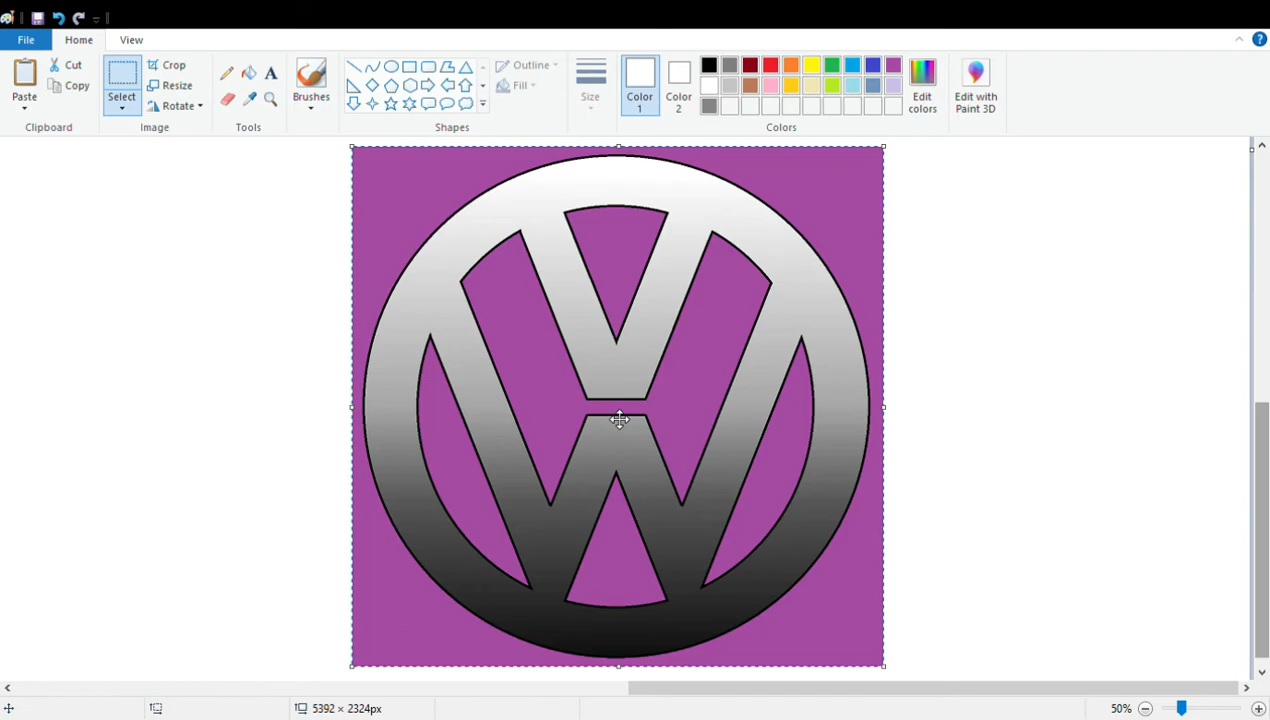 File
Home
View
Cut
Copy
Paste
Clipboard
Crop
Resize
Rotate
Select
Image
A
Tools
Brushes
Outline
Fill
Shapes
Size
Color
1
Color
2
Edit
colors
Edit with
Paint 3D
Colors
?
VW
5392 × 2324px
50%